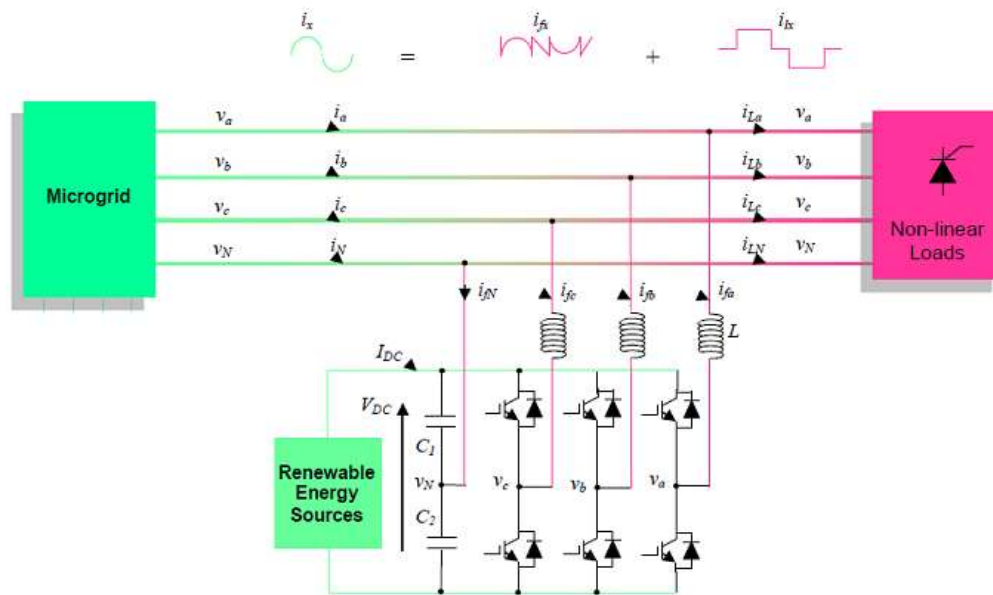 iₓ
i_fx
i_lx
=
+
v_a i_a i_La v_a
v_b i_b i_Lb v_b
Microgrid
v_c i_c i_Lc v_c
Non-linear
Loads
v_N i_N i_LN v_N
i_fN i_fc i_fb i_fa
L
I_DC
V_DC
C_1
Renewable
Energy
Sources
v_N v_c v_b v_a
C_2